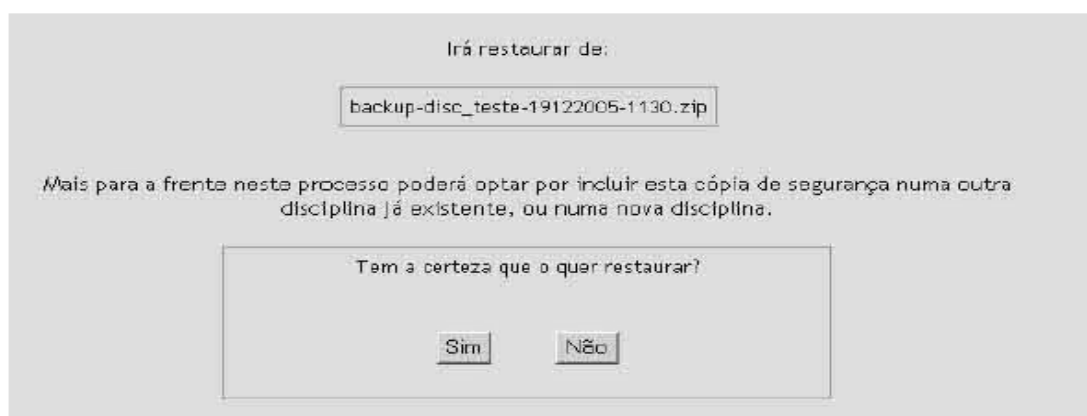 Irá restaurar de:
backup-disc_teste-19122005-1130.zip
Mais para a frente neste processo poderá optar por incluir esta cópia de segurança numa outra
disciplina já existente, ou numa nova disciplina.
Tem a certeza que o quer restaurar?
Sim
Não